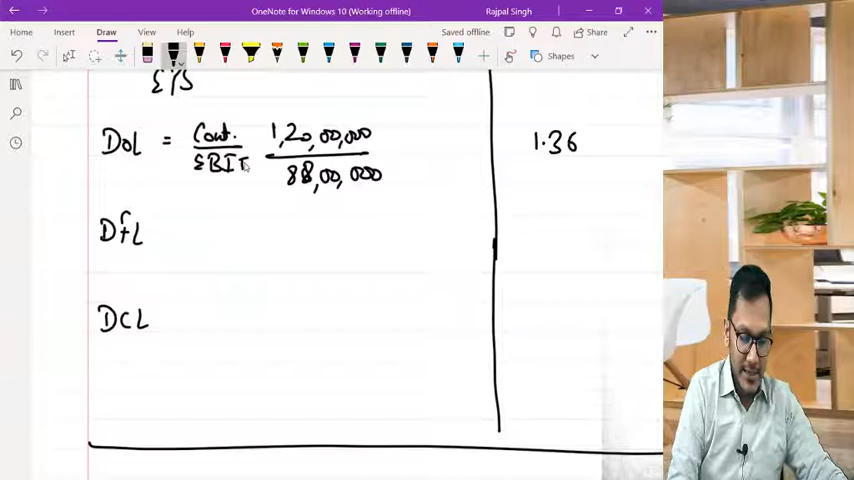 OneNote for Windows 10 (Working offline)
Rajpal Singh
Home Insert Draw View Help
Saved offline
Share
Shapes
DOL = Cont. / EBIT 1,20,00,000 / 88,00,000 1.36
DFL
DCL